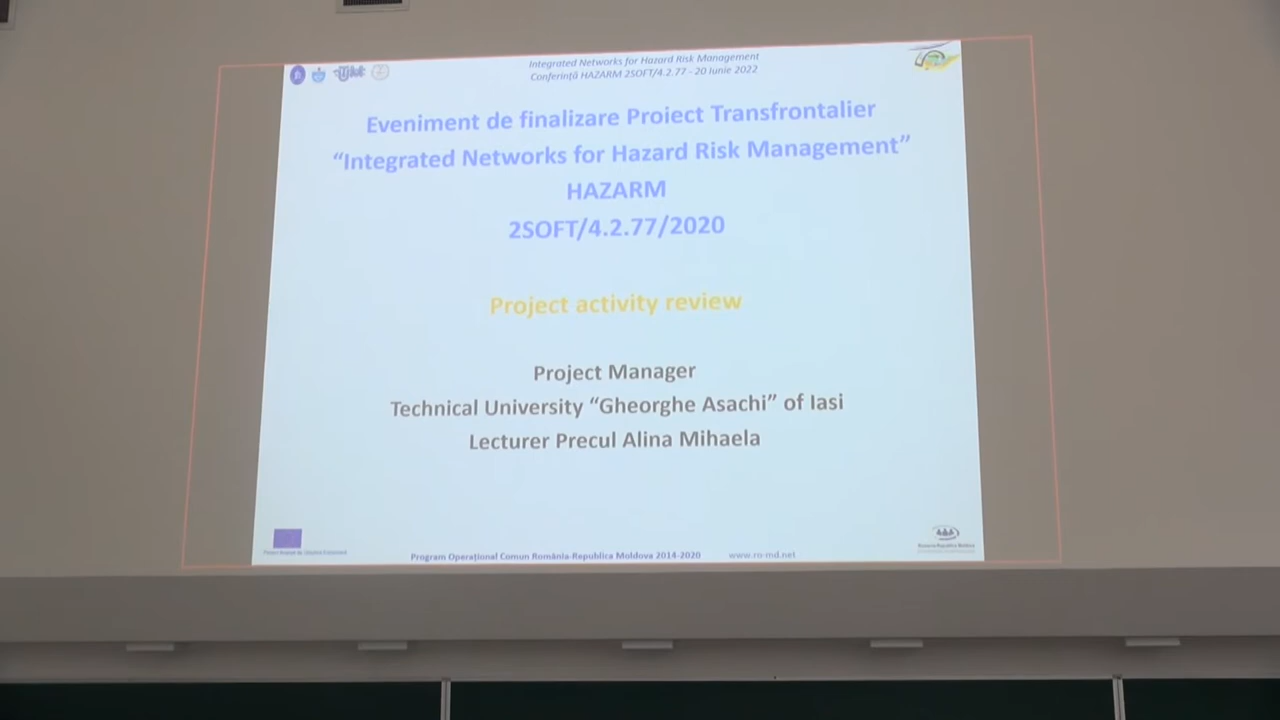 Integrated Networks for Hazard Risk Management
Conferință HAZARM 2SOFT/4.2.77 - 20 Iunie 2022
Eveniment de finalizare Proiect Transfrontalier
“Integrated Networks for Hazard Risk Management”
HAZARM
2SOFT/4.2.77/2020
Project activity review
Project Manager
Technical University “Gheorghe Asachi” of Iasi
Lecturer Precul Alina Mihaela
Program Operațional Comun România-Republica Moldova 2014-2020 www.ro-md.net